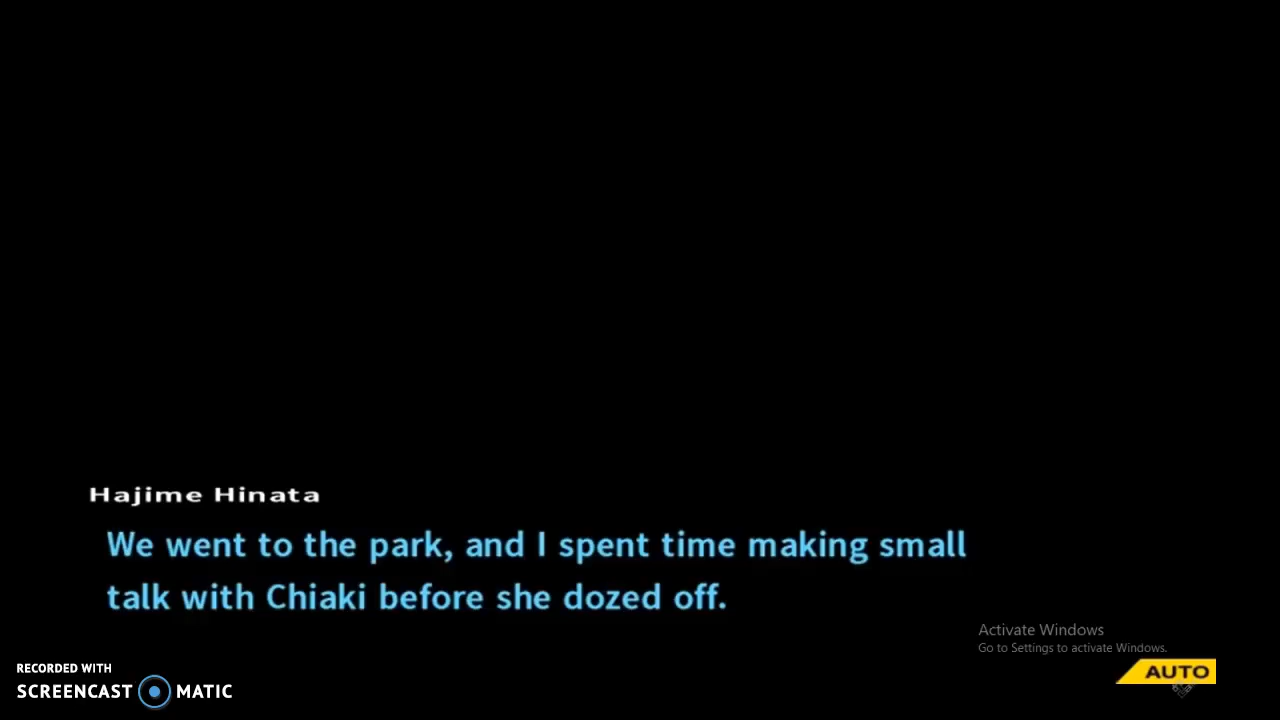 Hajime Hinata
We went to the park, and I spent time making small
talk with Chiaki before she dozed off.
Activate Windows
Go to Settings to activate Windows.
AUTO
RECORDED WITH
SCREENCAST MATIC